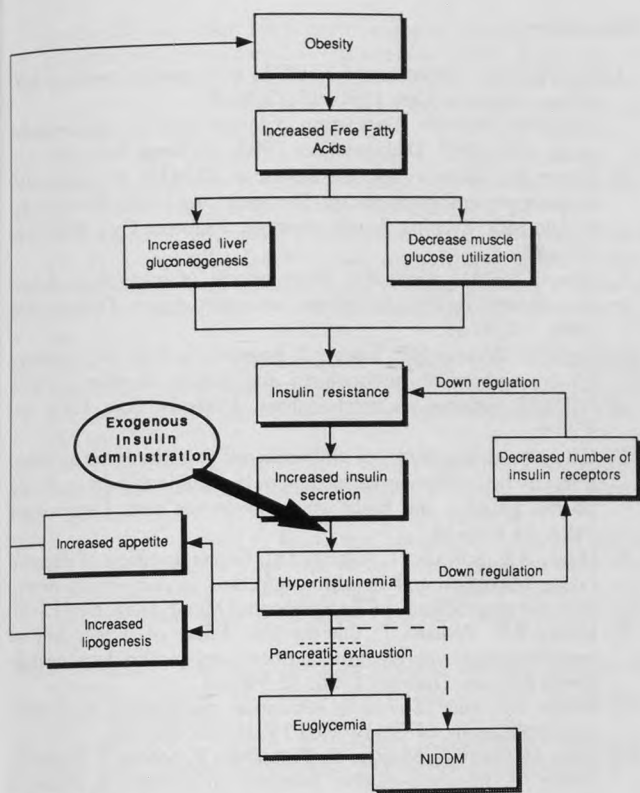 Obesity
Increased Free Fatty
Acids
Increased liver
gluconeogenesis
Decrease muscle
glucose utilization
Insulin resistance
Down regulation
Exogenous
Insulin
Administration
Increased insulin
secretion
Decreased number of
insulin receptors
Increased appetite
Hyperinsulinemia
Down regulation
Increased
lipogenesis
Pancreatic exhaustion
Euglycemia
NIDDM